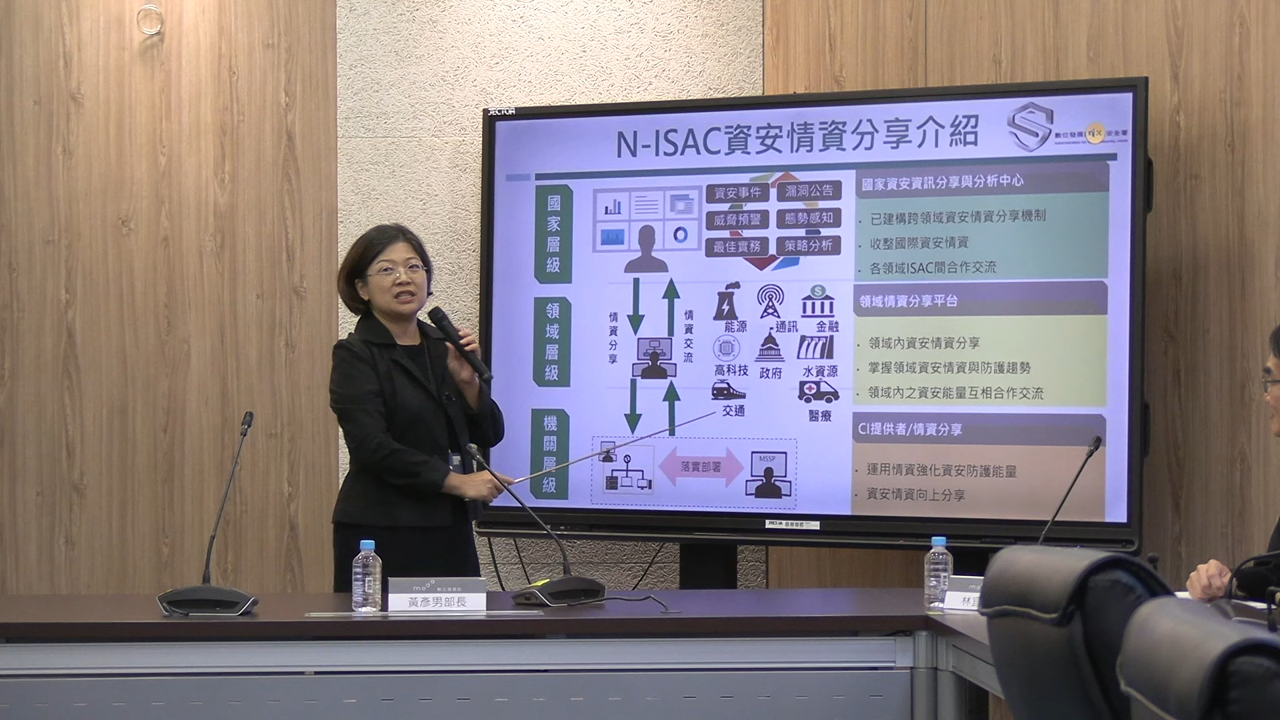 JECTOR
N-ISAC資安情資分享介紹
國家層級
資安事件
漏洞公告
威脅預警
態勢感知
最佳實務
策略分析
國家資安資訊分享與分析中心
已建構跨領域資安情資分享機制
收整國際資安情資
各領域ISAC間合作交流
領域層級
情資分享
情資交流
能源
通訊
金融
高科技
政府
水資源
交通
醫療
領域情資分享平台
領域內資安情資分享
掌握領域資安情資與防護趨勢
領域內之資安能量互相合作交流
機關層級
落實部署
MSSP
CI提供者/情資分享
運用情資強化資安防護能量
資安情資向上分享
moda
黃彥男部長
林